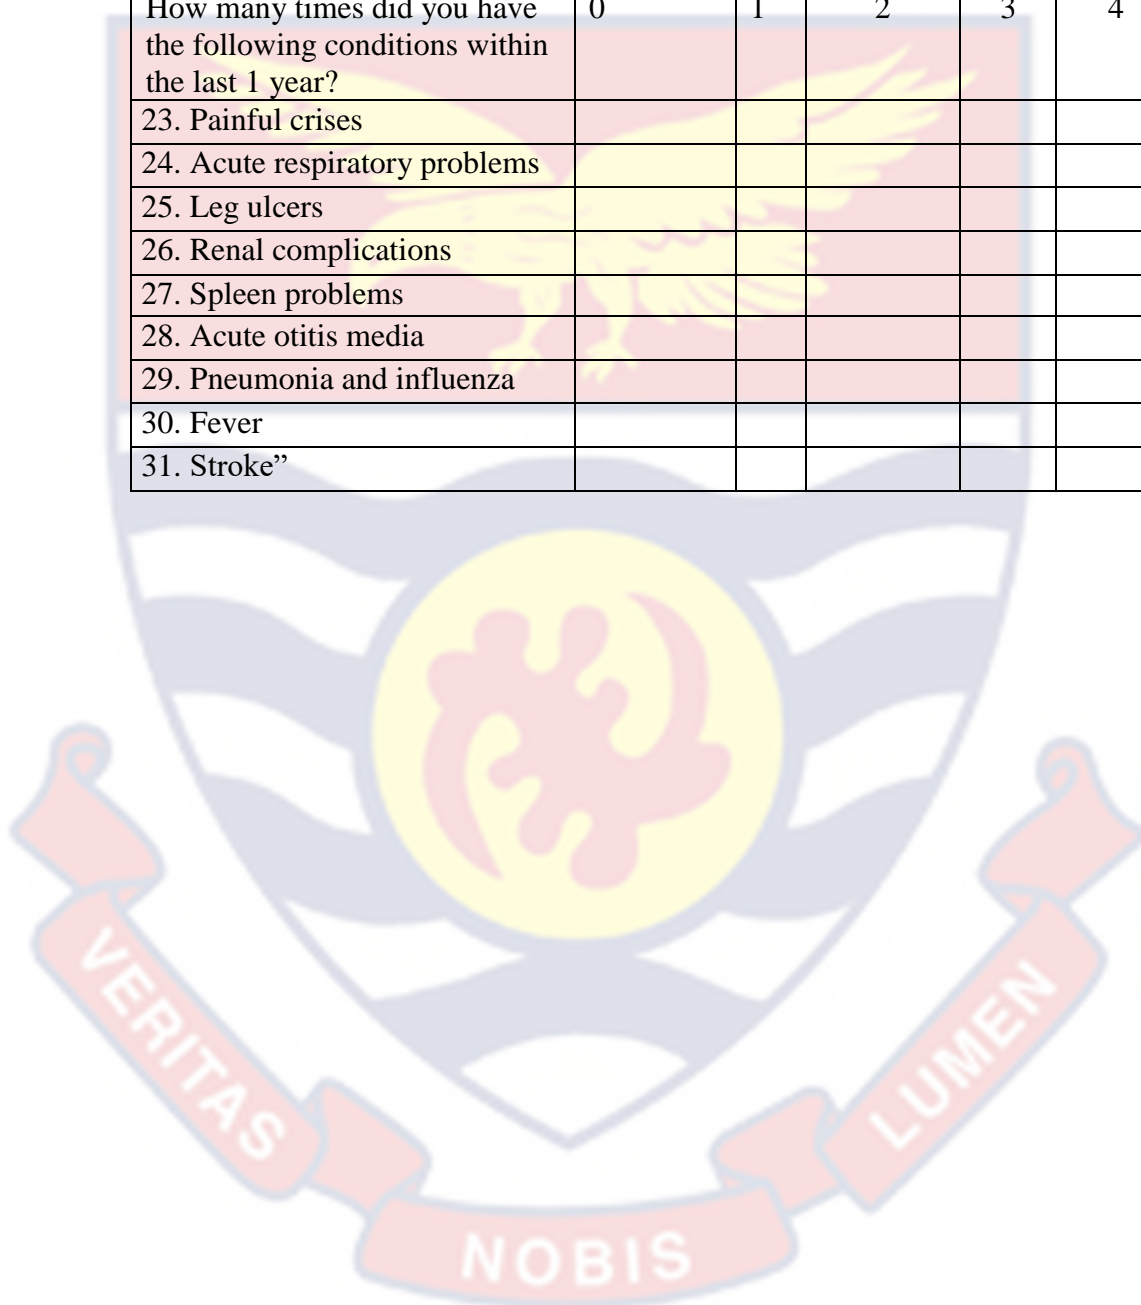 How many times did you have 0 1 2 3 4
the following conditions within
the last 1 year?
23. Painful crises
24. Acute respiratory problems
25. Leg ulcers
26. Renal complications
27. Spleen problems
28. Acute otitis media
29. Pneumonia and influenza
30. Fever
31. Stroke”
VERITAS
NOBIS
LUMEN